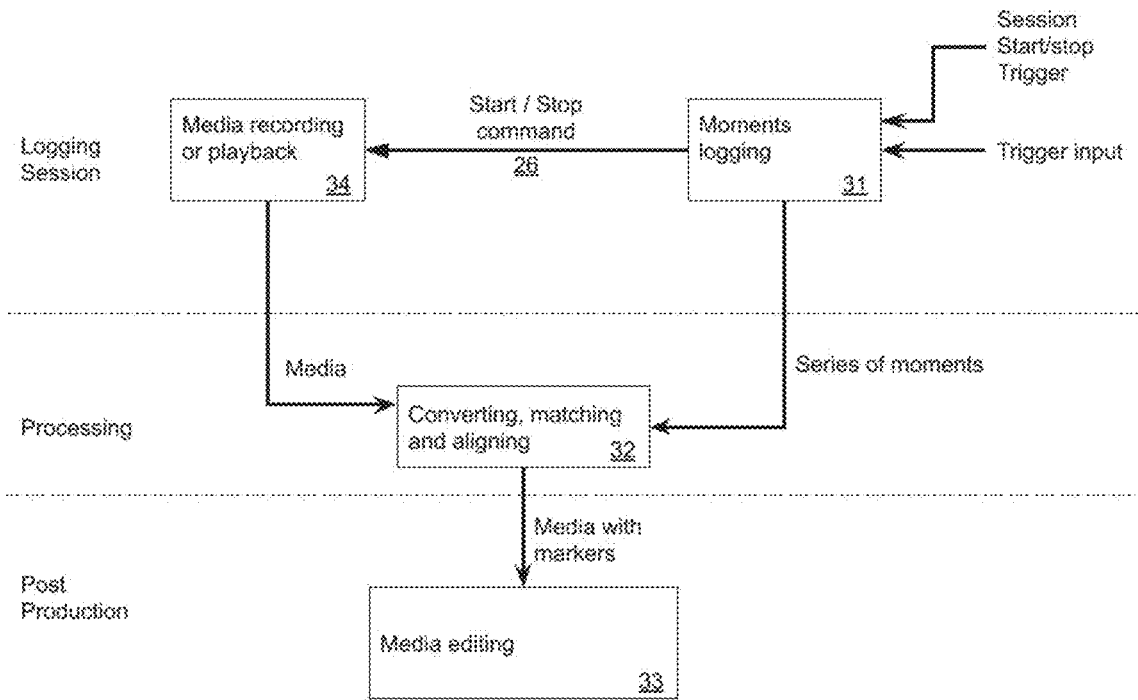 Session
Start/stop
Trigger
Start / Stop
command
26
Media recording
or playback
34
Moments
logging
31
Logging
Session
Trigger input
Media
Series of moments
Processing
Converting, matching
and aligning
32
Media with
markers
Post
Production
Media editing
33